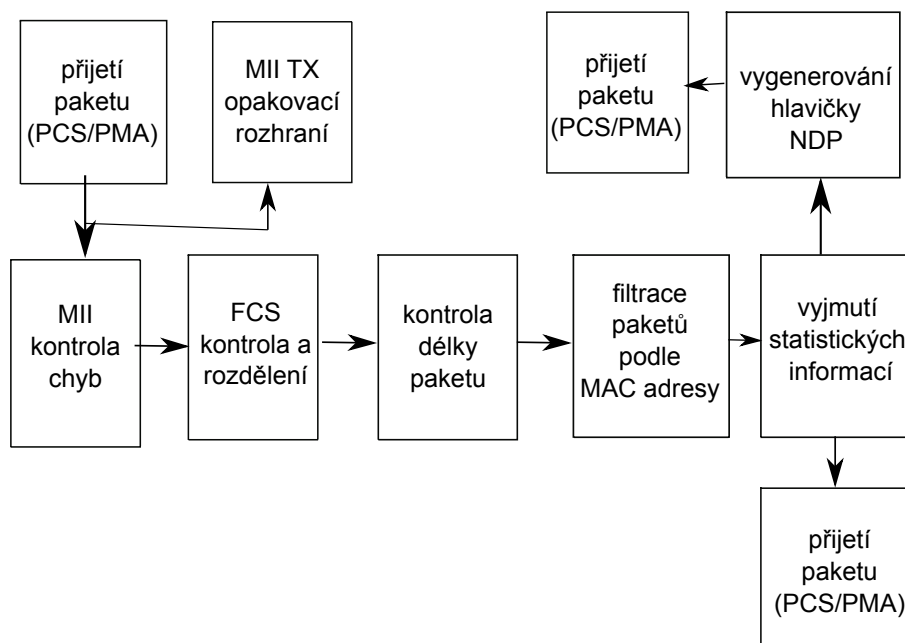 přijetí
paketu
(PCS/PMA)
MII TX
opakovací
rozhraní
přijetí
paketu
(PCS/PMA)
vygenerování
hlavičky
NDP
MII
kontrola
chyb
FCS
kontrola a
rozdělení
kontrola
délky
paketu
filtrace
paketů
podle
MAC adresy
vyjmutí
statistických
informací
přijetí
paketu
(PCS/PMA)